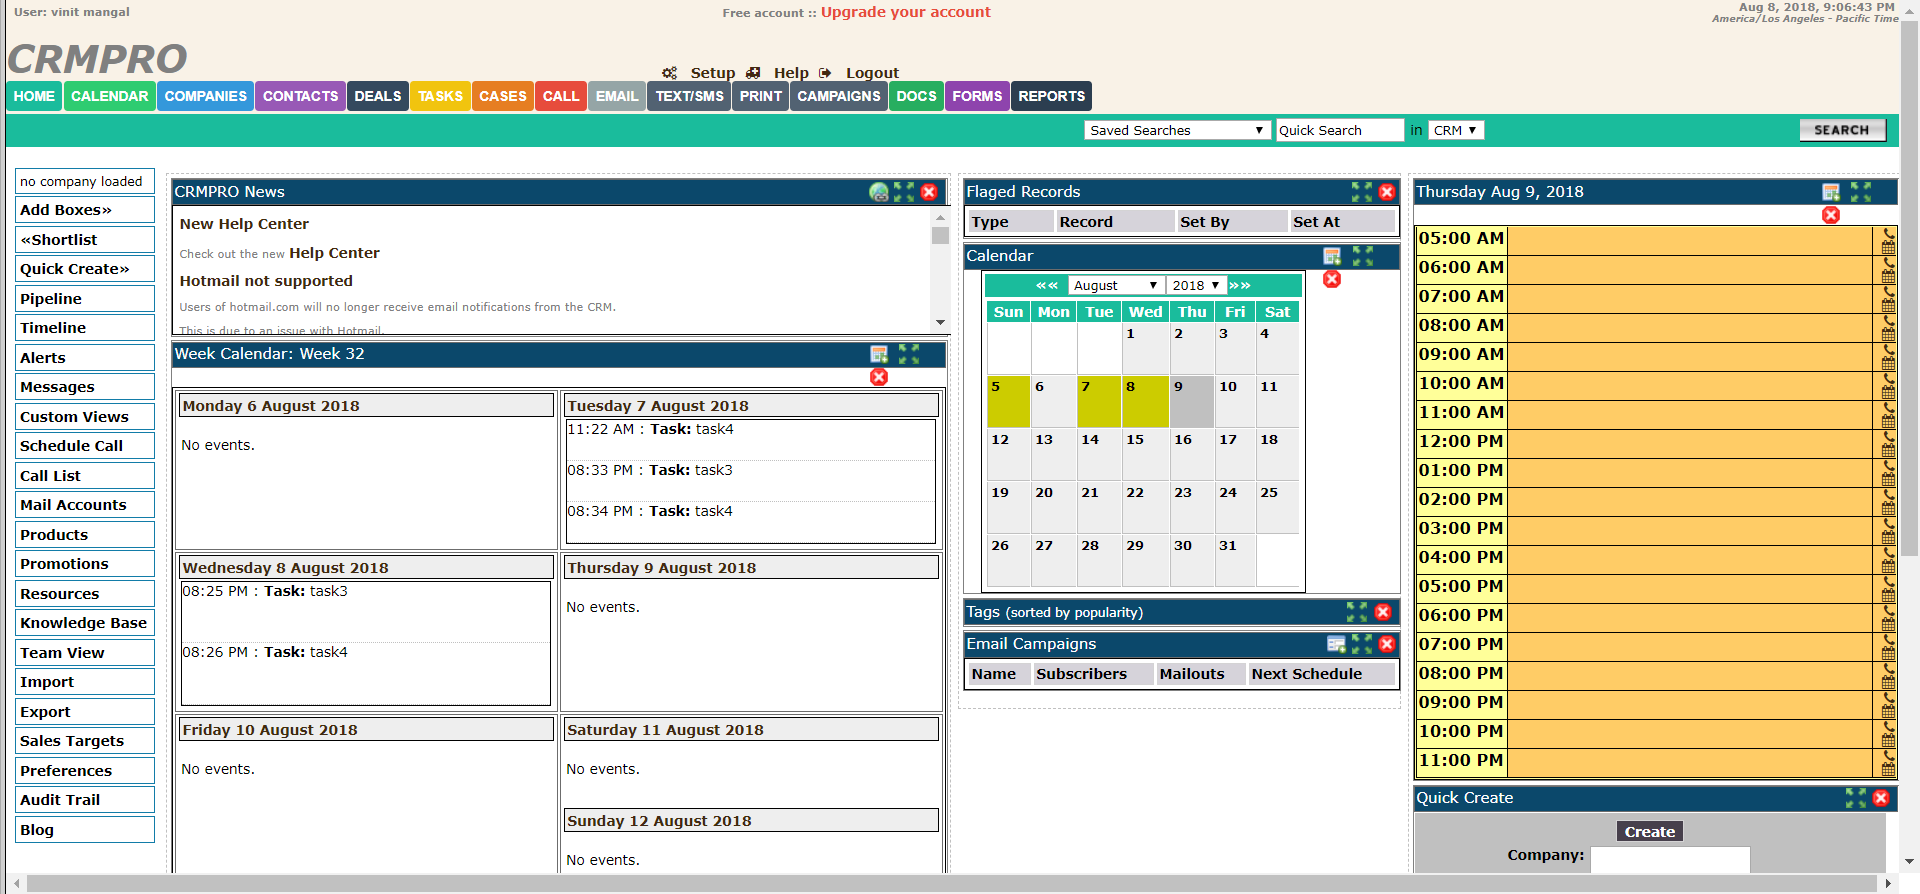 User: vinit mangal
Free account :: Upgrade your account
Aug 8, 2018, 9:06:43 PM
America/Los Angeles - Pacific Time
CRMPRO
Setup Help Logout
HOME CALENDAR COMPANIES CONTACTS DEALS TASKS CASES CALL EMAIL TEXT/SMS PRINT CAMPAIGNS DOCS FORMS REPORTS
Saved Searches Quick Search in CRM SEARCH
no company loaded
Add Boxes»
«Shortlist
Quick Create»
Pipeline
Timeline
Alerts
Messages
Custom Views
Schedule Call
Call List
Mail Accounts
Products
Promotions
Resources
Knowledge Base
Team View
Import
Export
Sales Targets
Preferences
Audit Trail
Blog
CRMPRO News
New Help Center
Check out the new Help Center
Hotmail not supported
Users of hotmail.com will no longer receive email notifications from the CRM.
This is due to an issue with Hotmail.
Week Calendar: Week 32
Monday 6 August 2018
No events.
Tuesday 7 August 2018
11:22 AM : Task: task4
08:33 PM : Task: task3
08:34 PM : Task: task4
Wednesday 8 August 2018
08:25 PM : Task: task3
08:26 PM : Task: task4
Thursday 9 August 2018
No events.
Friday 10 August 2018
No events.
Saturday 11 August 2018
No events.
Sunday 12 August 2018
No events.
Flaged Records
Type Record Set By Set At
Calendar
«« August 2018 »»
Sun Mon Tue Wed Thu Fri Sat
1 2 3 4
5 6 7 8 9 10 11
12 13 14 15 16 17 18
19 20 21 22 23 24 25
26 27 28 29 30 31
Tags (sorted by popularity)
Email Campaigns
Name Subscribers Mailouts Next Schedule
Thursday Aug 9, 2018
05:00 AM
06:00 AM
07:00 AM
08:00 AM
09:00 AM
10:00 AM
11:00 AM
12:00 PM
01:00 PM
02:00 PM
03:00 PM
04:00 PM
05:00 PM
06:00 PM
07:00 PM
08:00 PM
09:00 PM
10:00 PM
11:00 PM
Quick Create
Create
Company: